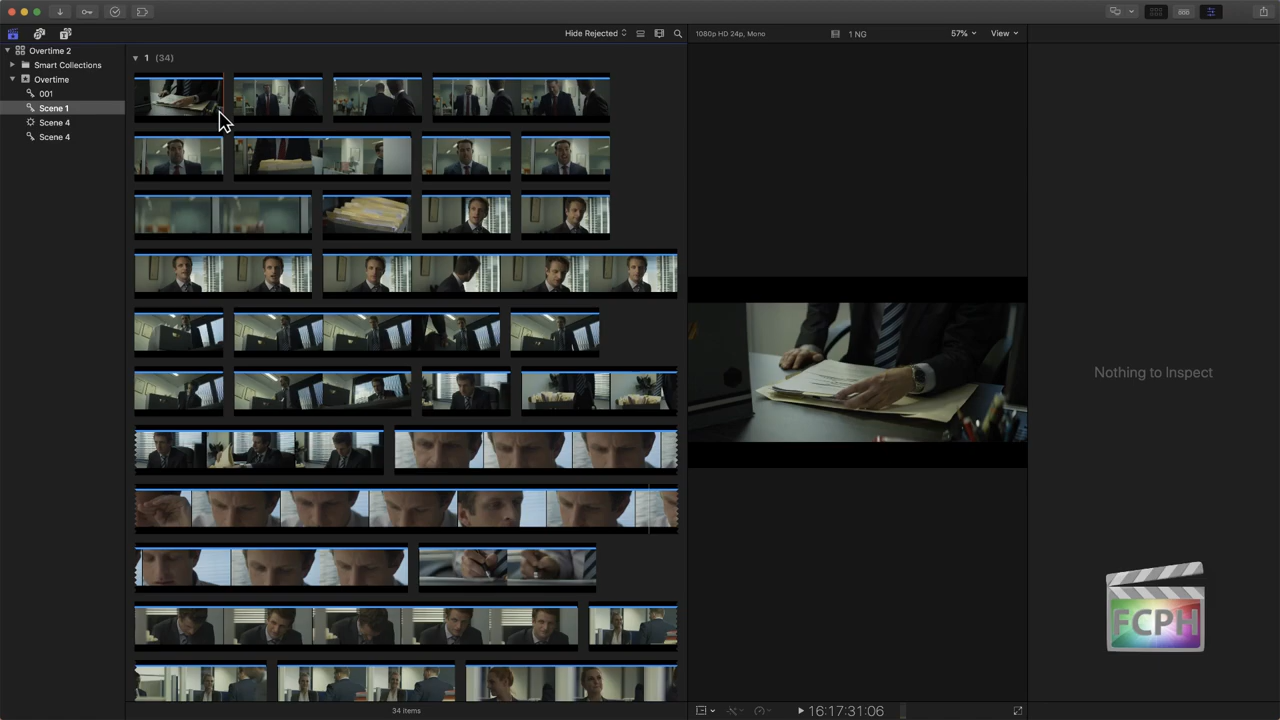 Hide Rejected
1080p HD 24p, Mono
1 NG
57%
View
Overtime 2
Smart Collections
Overtime
001
Scene 1
Scene 4
Scene 4
1 (34)
Nothing to Inspect
FCPH
34 items
16:17:31:06